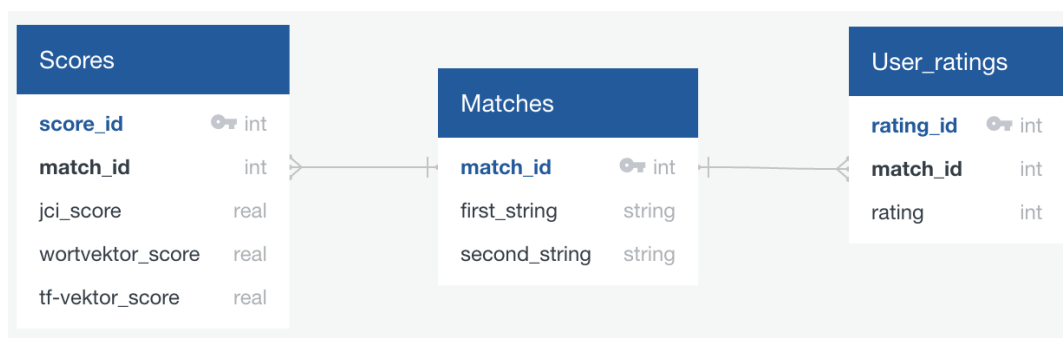 Scores
score_id int
match_id int
jci_score real
wortvektor_score real
tf-vektor_score real
Matches
match_id int
first_string string
second_string string
User_ratings
rating_id int
match_id int
rating int